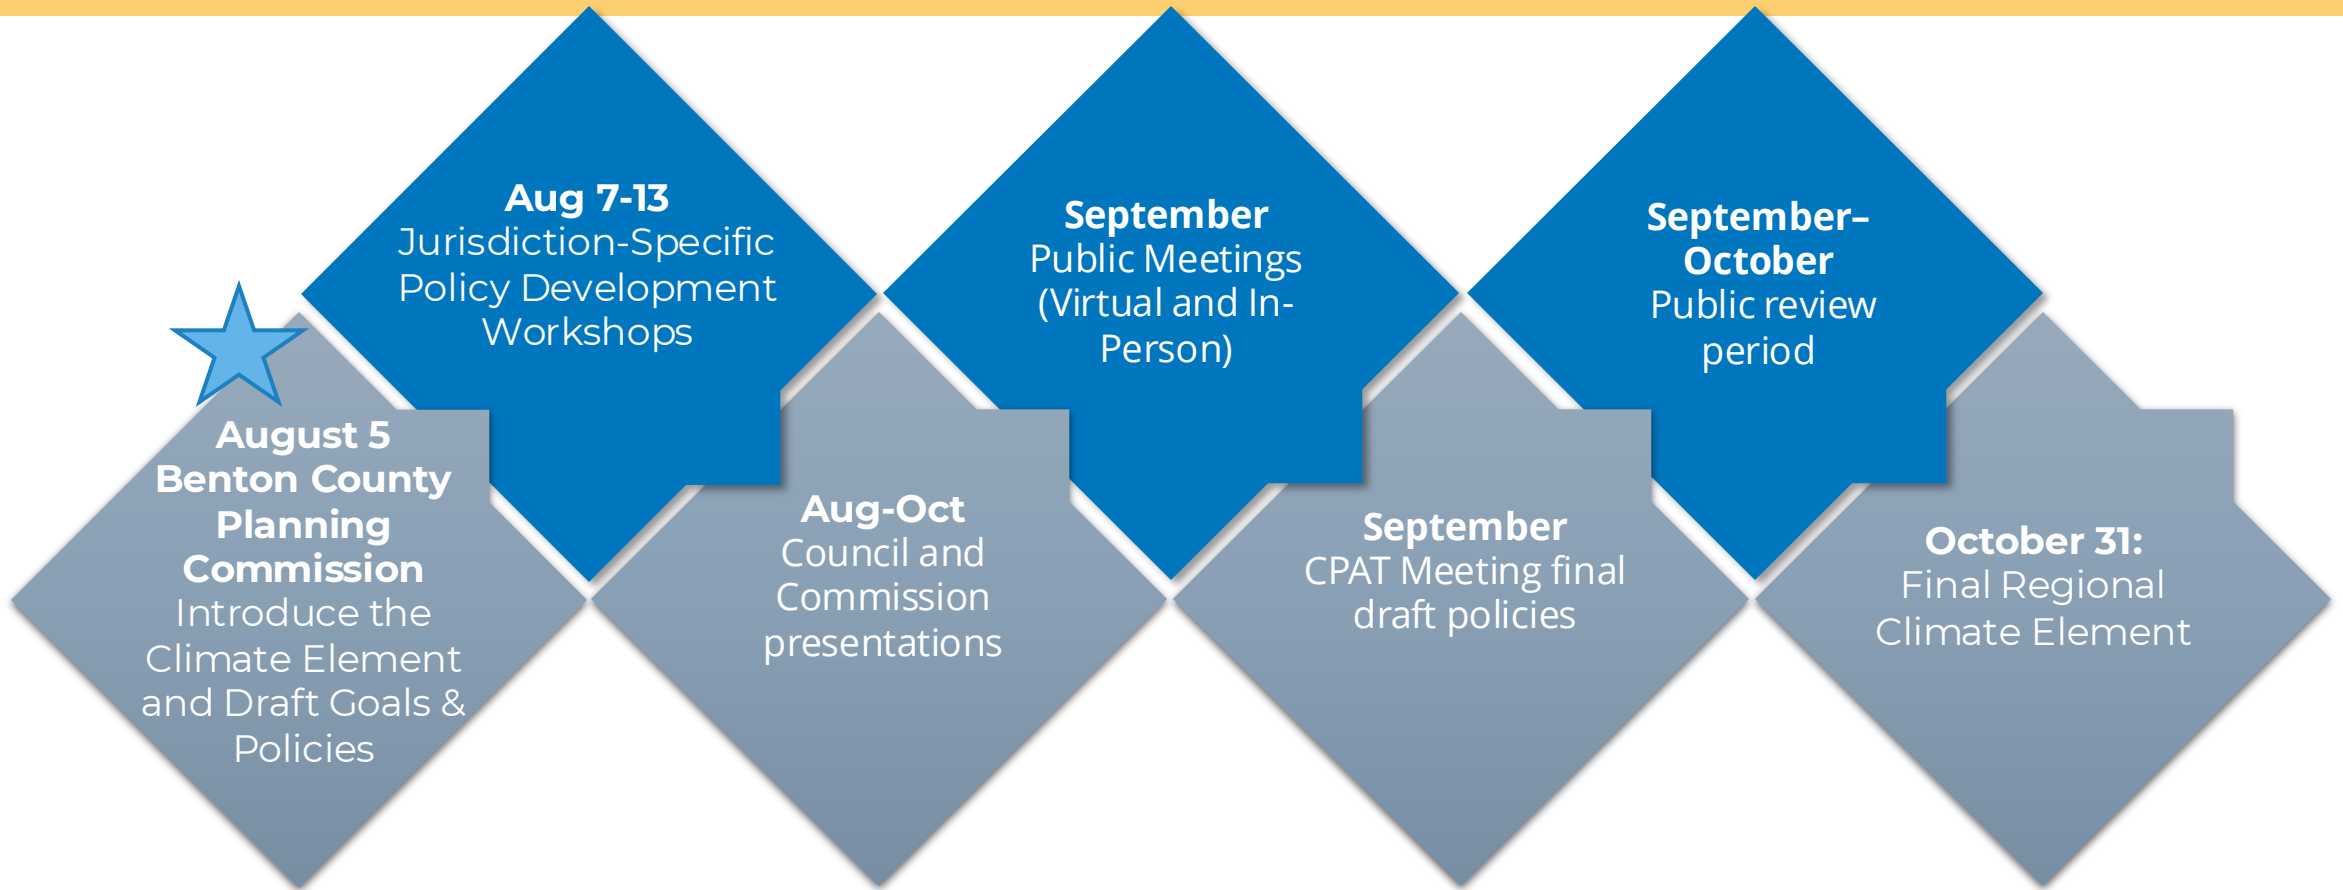 August 5
Benton County
Planning
Commission
Introduce the
Climate Element
and Draft Goals &
Policies
Aug 7-13
Jurisdiction-Specific
Policy Development
Workshops
Aug-Oct
Council and
Commission
presentations
September
Public Meetings
(Virtual and In-
Person)
September
CPAT Meeting final
draft policies
September–
October
Public review
period
October 31:
Final Regional
Climate Element